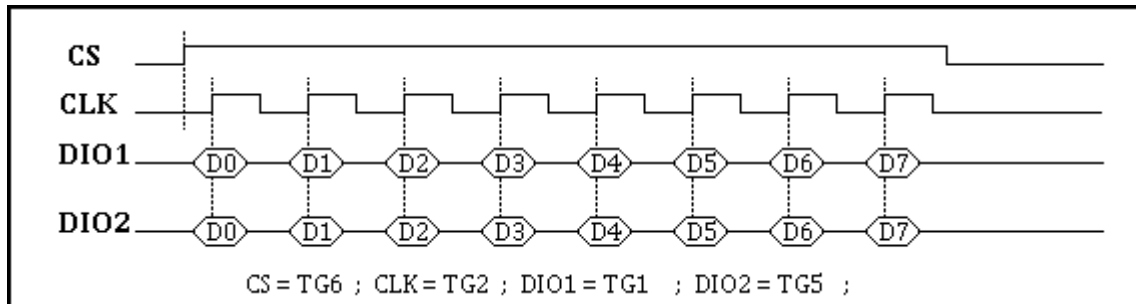 CS
CLK
DIO1 D0 D1 D2 D3 D4 D5 D6 D7
DIO2 D0 D1 D2 D3 D4 D5 D6 D7
CS=TG6 ; CLK=TG2 ; DIO1=TG1 ; DIO2=TG5 ;